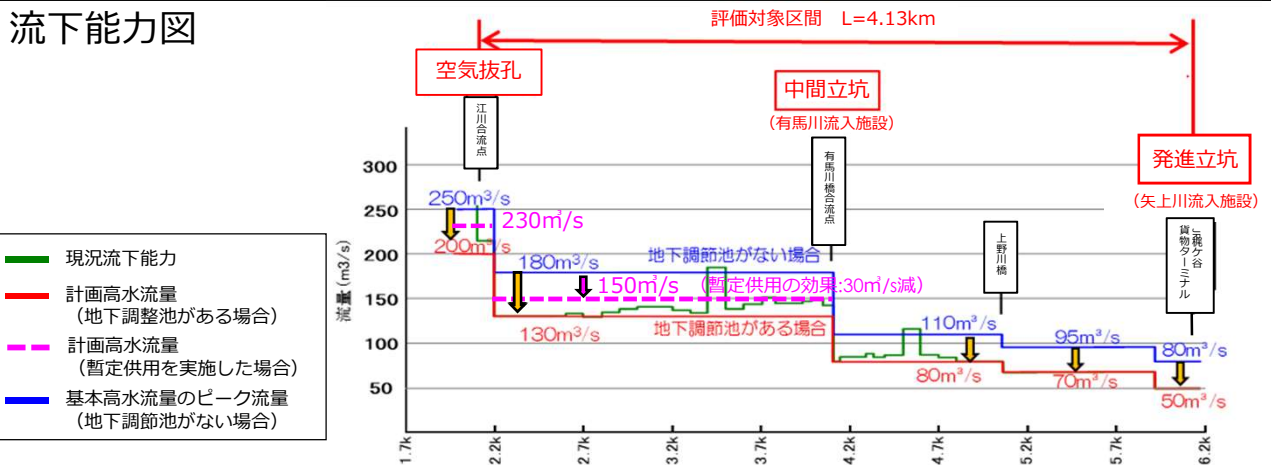 流下能力図
評価対象区間　L=4.13km
空気抜孔
江川合流点
中間立坑
(有馬川流入施設)
有馬川橋合流点
発進立坑
(矢上川流入施設)
上野川橋
貨物ターミナル
流量(m3/s)
300
250
200
150
100
50
250m³/s
230㎥/s
200m³/s
180m³/s
地下調節池がない場合
150㎥/s
(暫定供用の効果:30㎥/s減)
130m³/s
地下調節池がある場合
110m³/s
95m³/s
80m³/s
80m³/s
70m³/s
50m³/s
1.7k
2.2k
2.7k
3.2k
3.7k
4.2k
4.7k
5.2k
5.7k
6.2k
現況流下能力
計画高水流量
(地下調整池がある場合)
計画高水流量
(暫定供用を実施した場合)
基本高水流量のピーク流量
(地下調節池がない場合)